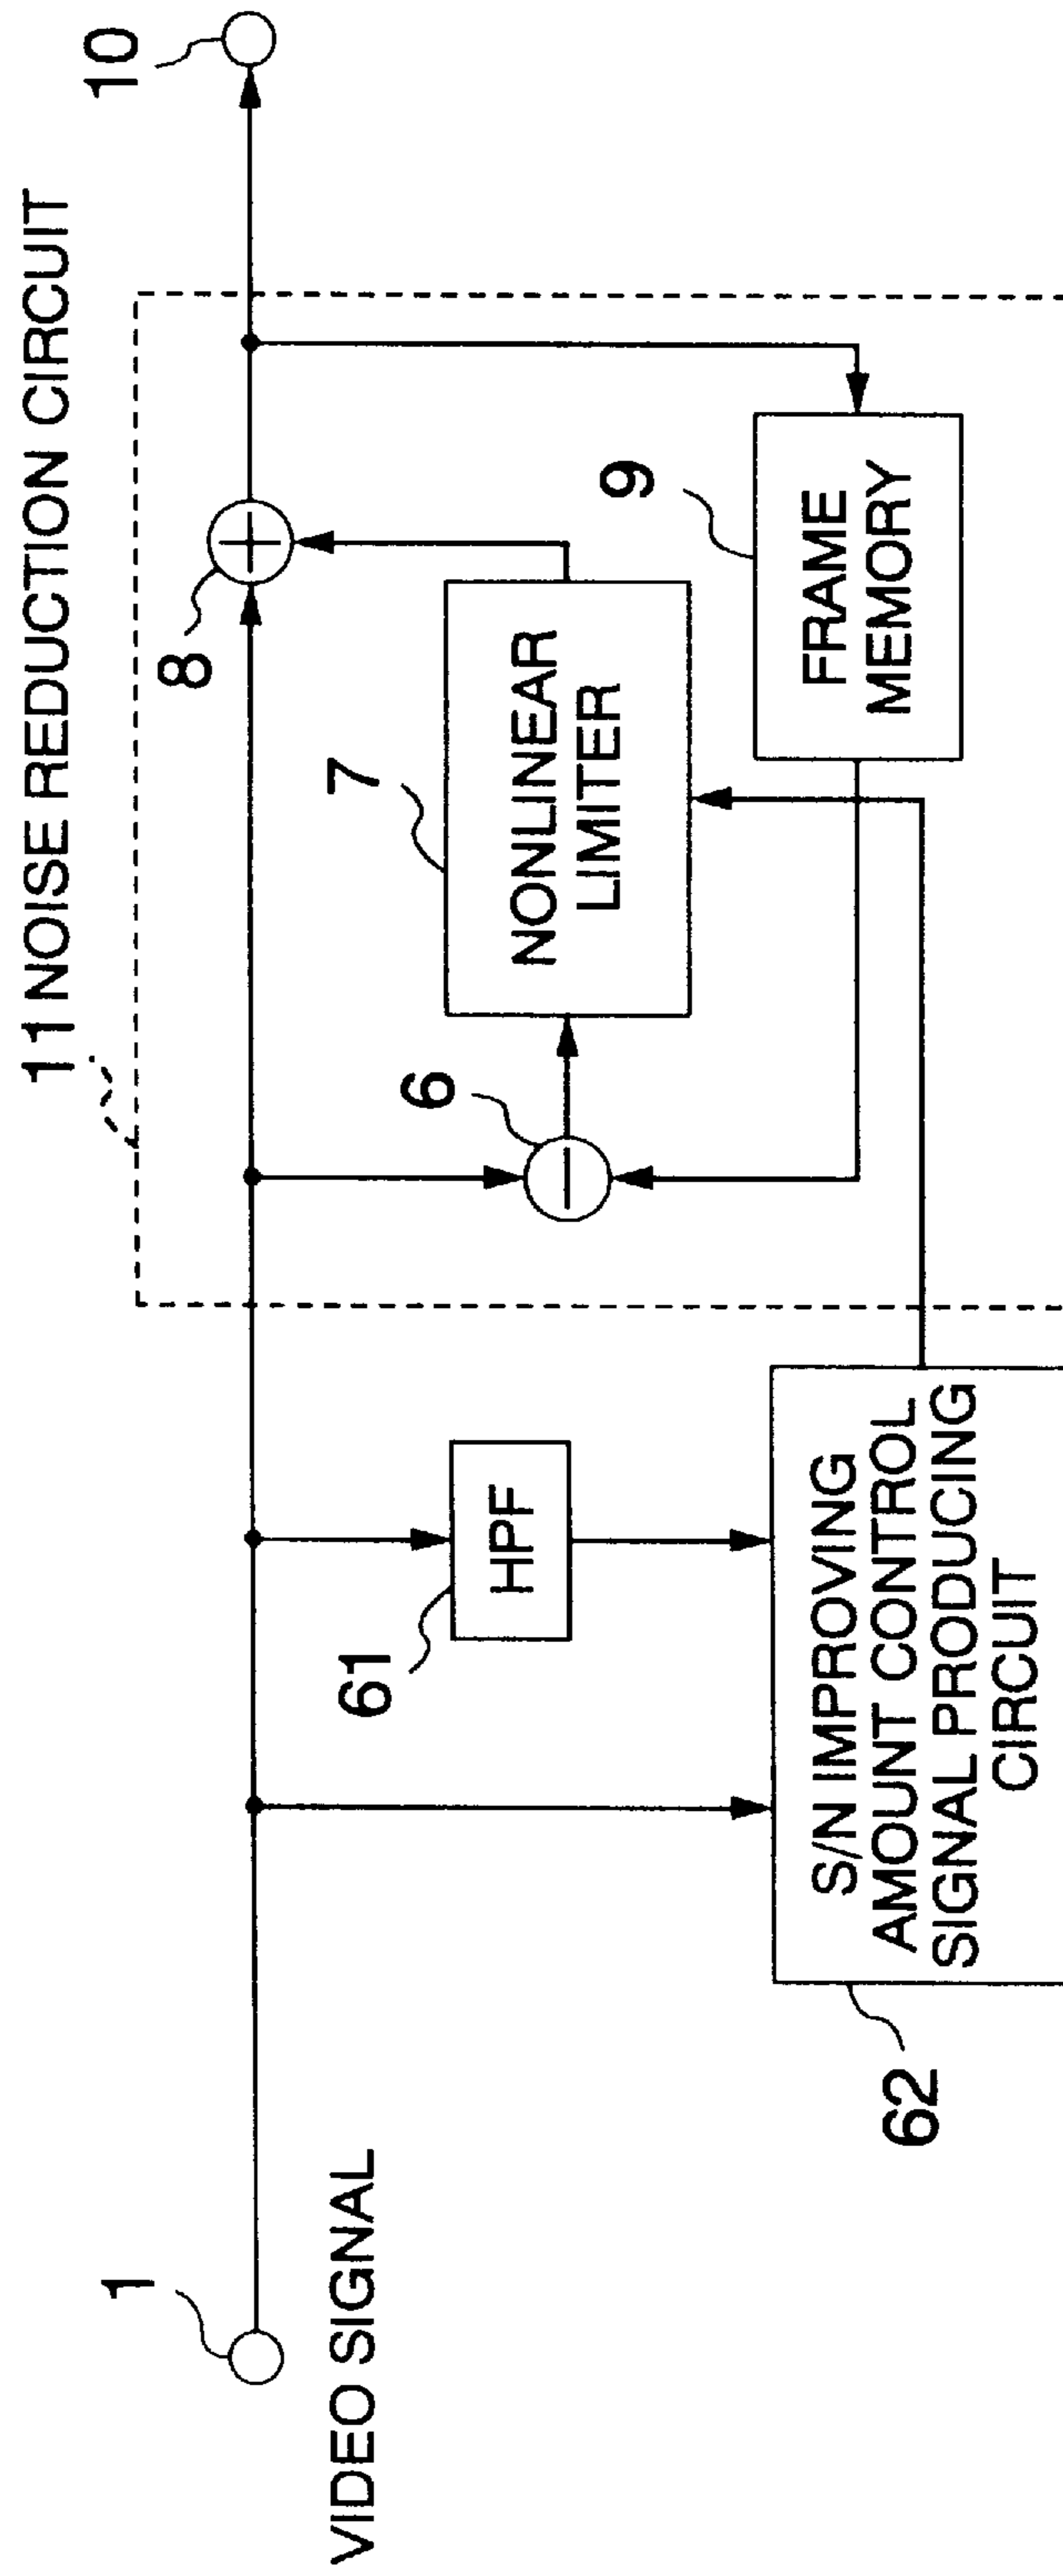 11 NOISE REDUCTION CIRCUIT
10
8
7
NONLINEAR
LIMITER
9
FRAME
MEMORY
6
61
HPF
S/N IMPROVING
AMOUNT CONTROL
SIGNAL PRODUCING
CIRCUIT
62
1
VIDEO SIGNAL